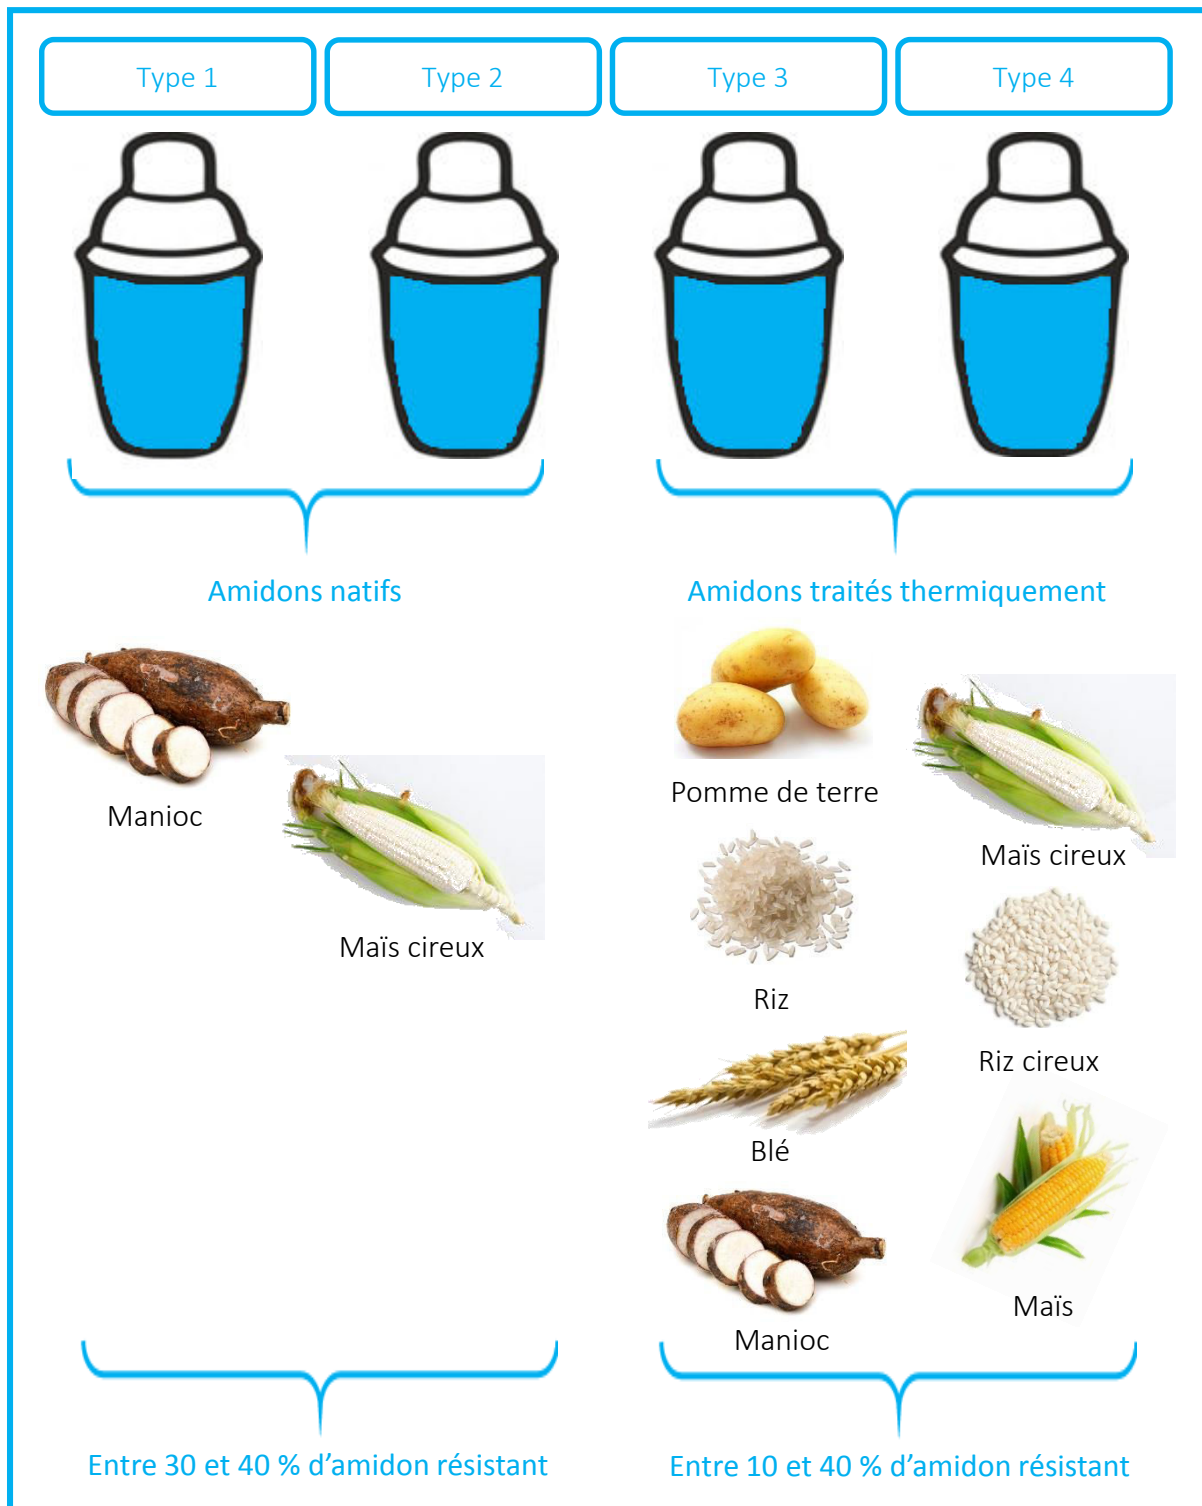 Type 1
Type 2
Type 3
Type 4
Amidons natifs
Amidons traités thermiquement
Manioc
Maïs cireux
Pomme de terre
Maïs cireux
Riz
Riz cireux
Blé
Maïs
Manioc
Entre 30 et 40 % d’amidon résistant
Entre 10 et 40 % d’amidon résistant